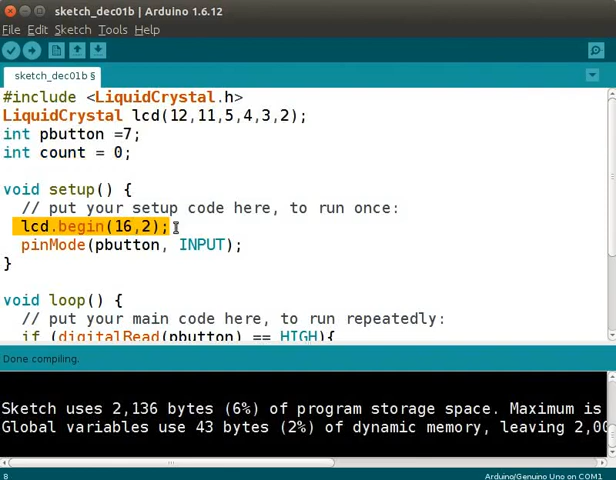 sketch_dec01b | Arduino 1.6.12
File Edit Sketch Tools Help
sketch_dec01b §
#include <LiquidCrystal.h>
LiquidCrystal lcd(12,11,5,4,3,2);
int pbutton =7;
int count = 0;
void setup() {
// put your setup code here, to run once:
lcd.begin(16,2);
pinMode(pbutton, INPUT);
}
void loop() {
// put your main code here, to run repeatedly:
if (digitalRead(pbutton) == HIGH){
Done compiling.
Sketch uses 2,136 bytes (6%) of program storage space. Maximum is
Global variables use 43 bytes (2%) of dynamic memory, leaving 2,00
8 Arduino/Genuino Uno on COM1